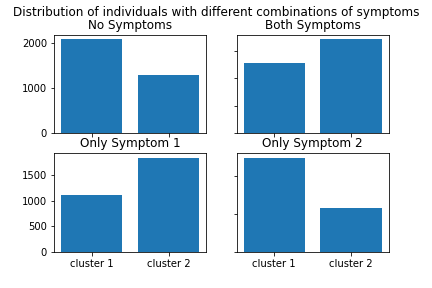 Distribution of individuals with different combinations of symptoms
No Symptoms
Both Symptoms
2000
1000
0
Only Symptom 1
Only Symptom 2
1500
1000
500
0
cluster 1
cluster 2
cluster 1
cluster 2